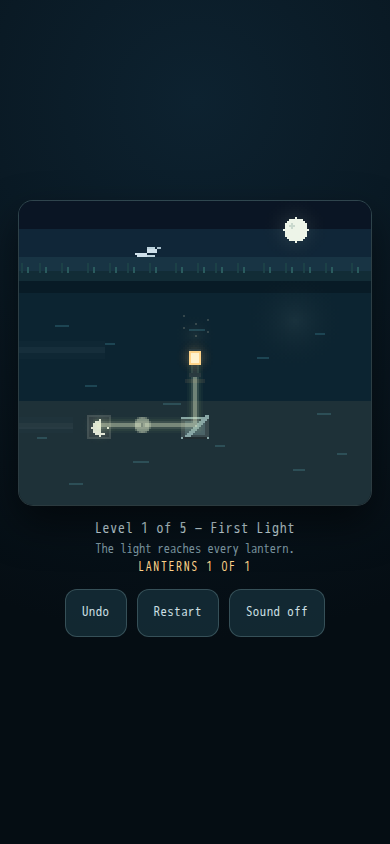 Level 1 of 5 — First Light
The light reaches every lantern.
LANTERNS 1 OF 1
Undo
Restart
Sound off